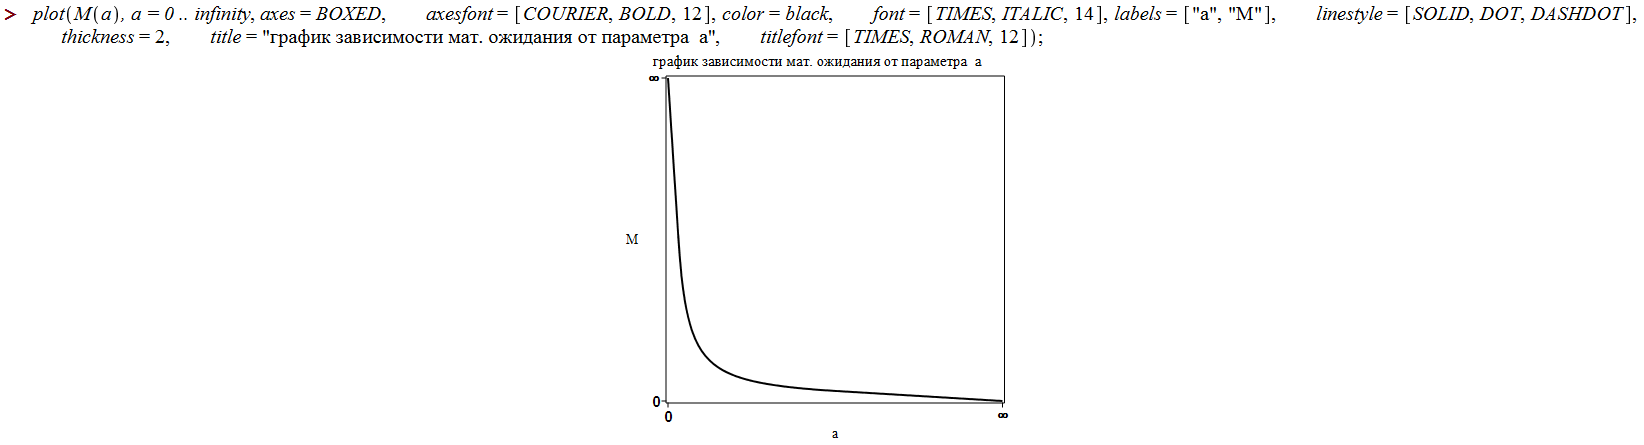 > plot(M(a), a = 0 .. infinity, axes = BOXED, axesfont = [COURIER, BOLD, 12], color = black, font = [TIMES, ITALIC, 14], labels = ["a", "M"], linestyle = [SOLID, DOT, DASHDOT],
thickness = 2, title = "график зависимости мат. ожидания от параметра a", titlefont = [TIMES, ROMAN, 12]);
график зависимости мат. ожидания от параметра a
∞
M
0
0 ∞
a